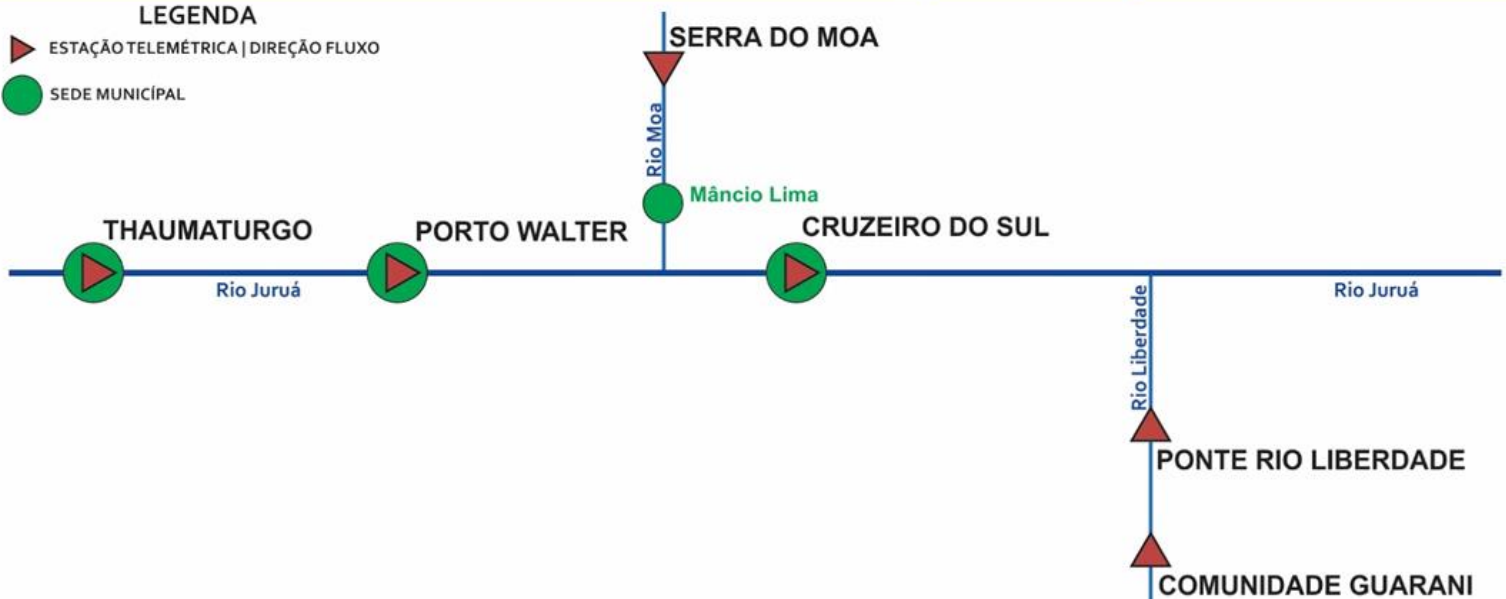 LEGENDA
ESTAÇÃO TELEMÉTRICA | DIREÇÃO FLUXO
SEDE MUNICÍPAL
SERRA DO MOA
Rio Moa
Mâncio Lima
THAUMATURGO
PORTO WALTER
CRUZEIRO DO SUL
Rio Juruá
Rio Juruá
Rio Liberdade
PONTE RIO LIBERDADE
COMUNIDADE GUARANI